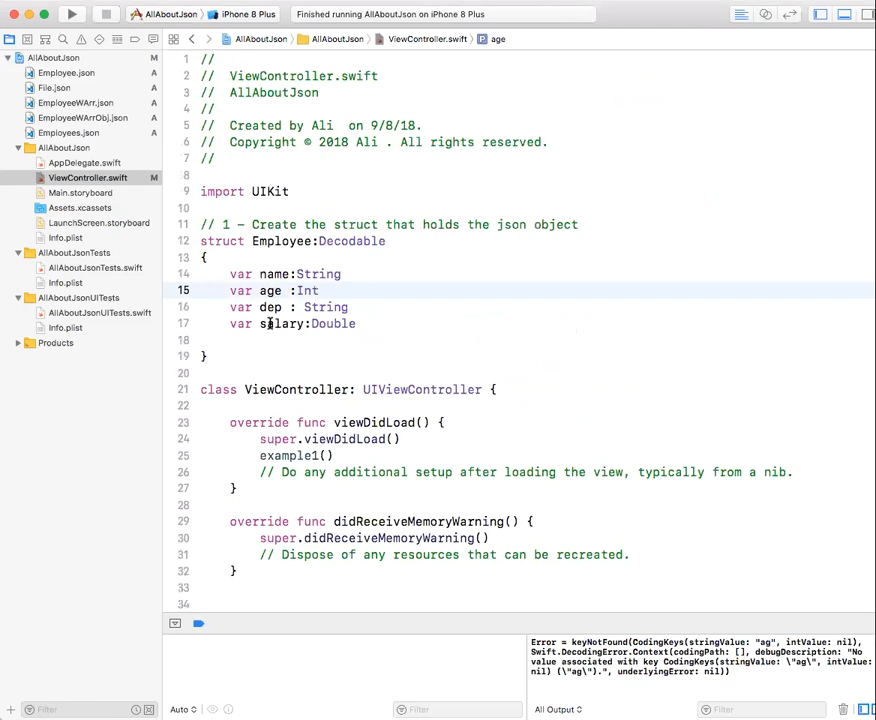 AllAboutJson iPhone 8 Plus Finished running AllAboutJson on iPhone 8 Plus
AllAboutJson AllAboutJson ViewController.swift P age
AllAboutJson M
Employee.json A
File.json A
EmployeeWArr.json A
EmployeeWArrObj.json A
Employees.json A
AllAboutJson
AppDelegate.swift
ViewController.swift M
Main.storyboard
Assets.xcassets
LaunchScreen.storyboard
Info.plist
AllAboutJsonTests
AllAboutJsonTests.swift
Info.plist
AllAboutJsonUITests
AllAboutJsonUITests.swift
Info.plist
Products
Filter
1 //
2 // ViewController.swift
3 // AllAboutJson
4 //
5 // Created by Ali on 9/8/18.
6 // Copyright © 2018 Ali . All rights reserved.
7 //
8
9 import UIKit
10
11 // 1 - Create the struct that holds the json object
12 struct Employee:Decodable
13 {
14 var name:String
15 var age :Int
16 var dep : String
17 var salary:Double
18
19 }
20
21 class ViewController: UIViewController {
22
23 override func viewDidLoad() {
24 super.viewDidLoad()
25 example1()
26 // Do any additional setup after loading the view, typically from a nib.
27 }
28
29 override func didReceiveMemoryWarning() {
30 super.didReceiveMemoryWarning()
31 // Dispose of any resources that can be recreated.
32 }
33
34
Error = keyNotFound(CodingKeys(stringValue: "ag", intValue: nil),
Swift.DecodingError.Context(codingPath: [], debugDescription: "No
value associated with key CodingKeys(stringValue: \"ag\", intValue:
nil) (\"ag\").", underlyingError: nil))
Auto Filter All Output Filter